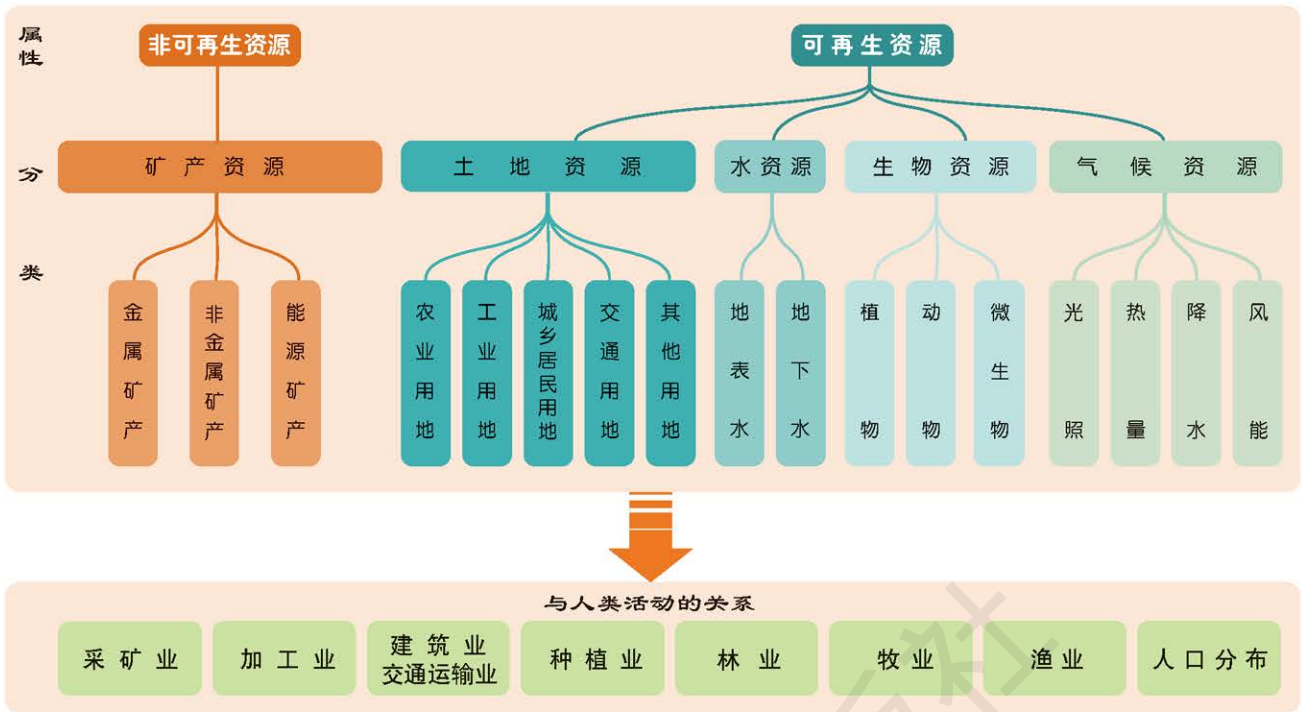 属性
非可再生资源
可再生资源
分类
矿产资源
土地资源
水资源
生物资源
气候资源
金属矿产
非金属矿产
能源矿产
农业用地
工业用地
城乡居民用地
交通用地
其他用地
地表水
地下水
植物
动物
微生物
光照
热量
降水
风能
与人类活动的关系
采矿业
加工业
建筑业
交通运输业
种植业
林业
牧业
渔业
人口分布